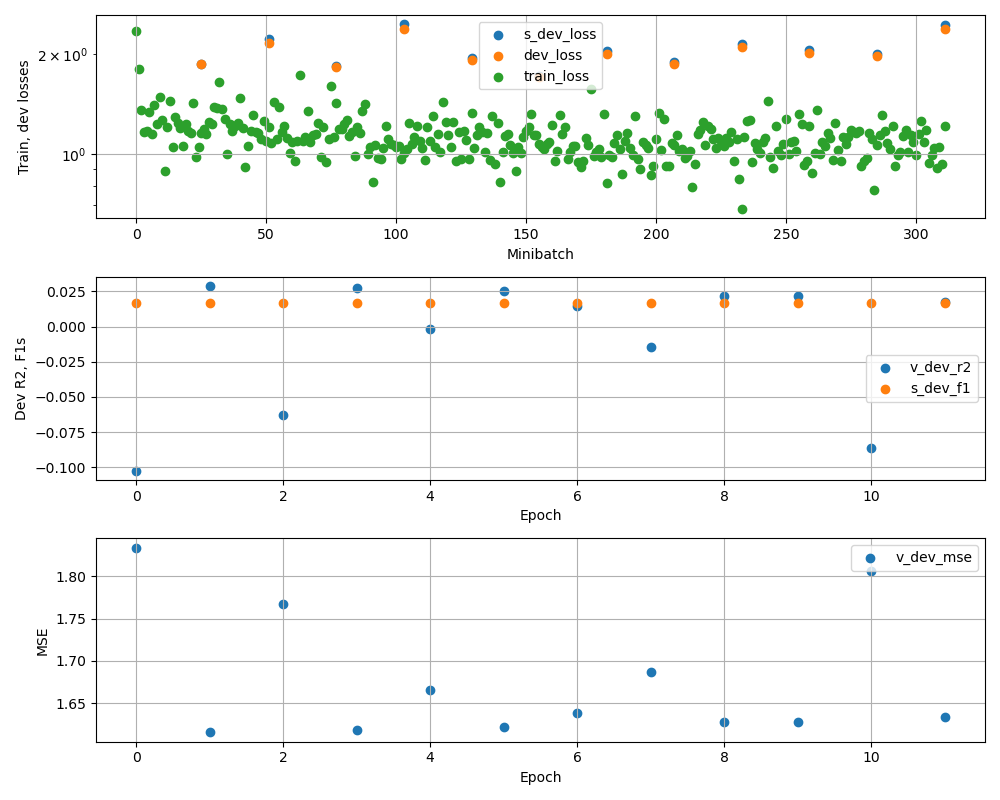 Train, dev losses
2 × 10⁰
10⁰
s_dev_loss
dev_loss
train_loss
0 50 100 150 200 250 300
Minibatch
Dev R2, F1s
0.025
0.000
−0.025
−0.050
−0.075
−0.100
v_dev_r2
s_dev_f1
0 2 4 6 8 10
Epoch
MSE
1.80
1.75
1.70
1.65
v_dev_mse
0 2 4 6 8 10
Epoch